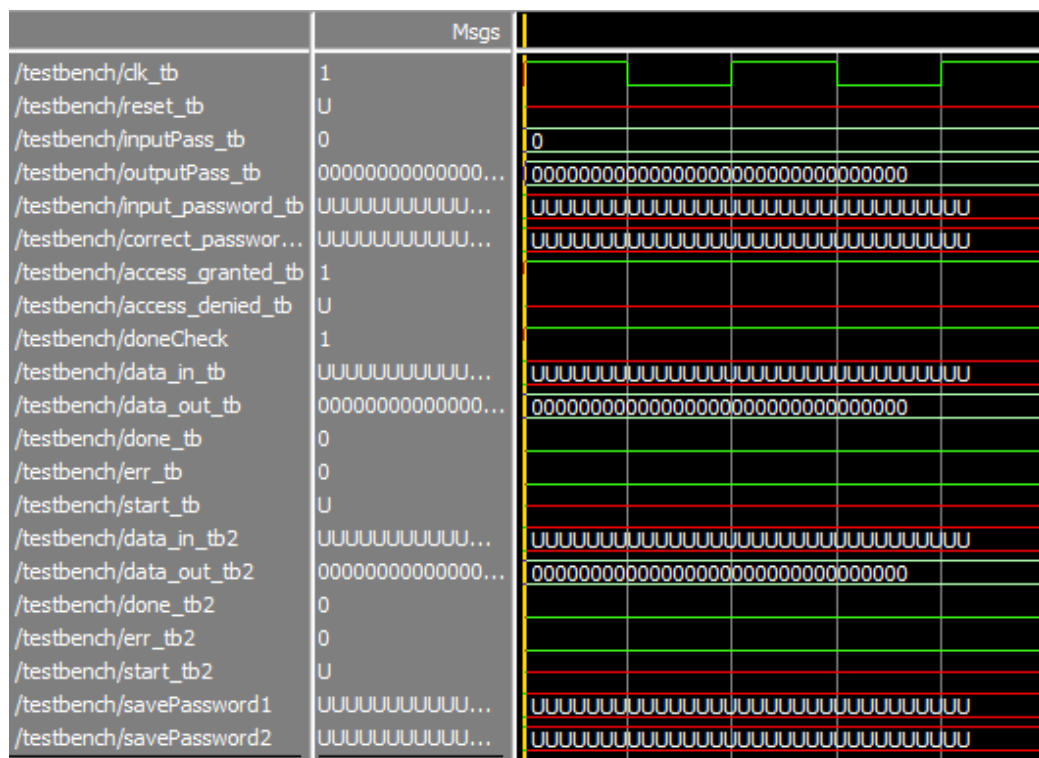 Msgs
/testbench/clk_tb 1
/testbench/reset_tb U
/testbench/inputPass_tb 0 0
/testbench/outputPass_tb 00000000000000... 00000000000000000000000000000000
/testbench/input_password_tb UUUUUUUUUUU... UUUUUUUUUUUUUUUUUUUUUUUUUUUUUUUU
/testbench/correct_passwor... UUUUUUUUUUU... UUUUUUUUUUUUUUUUUUUUUUUUUUUUUUUU
/testbench/access_granted_tb 1
/testbench/access_denied_tb U
/testbench/doneCheck 1
/testbench/data_in_tb UUUUUUUUUUU... UUUUUUUUUUUUUUUUUUUUUUUUUUUUUUUU
/testbench/data_out_tb 00000000000000... 00000000000000000000000000000000
/testbench/done_tb 0
/testbench/err_tb 0
/testbench/start_tb U
/testbench/data_in_tb2 UUUUUUUUUUU... UUUUUUUUUUUUUUUUUUUUUUUUUUUUUUUU
/testbench/data_out_tb2 00000000000000... 00000000000000000000000000000000
/testbench/done_tb2 0
/testbench/err_tb2 0
/testbench/start_tb2 U
/testbench/savePassword1 UUUUUUUUUUU... UUUUUUUUUUUUUUUUUUUUUUUUUUUUUUUU
/testbench/savePassword2 UUUUUUUUUUU... UUUUUUUUUUUUUUUUUUUUUUUUUUUUUUUU